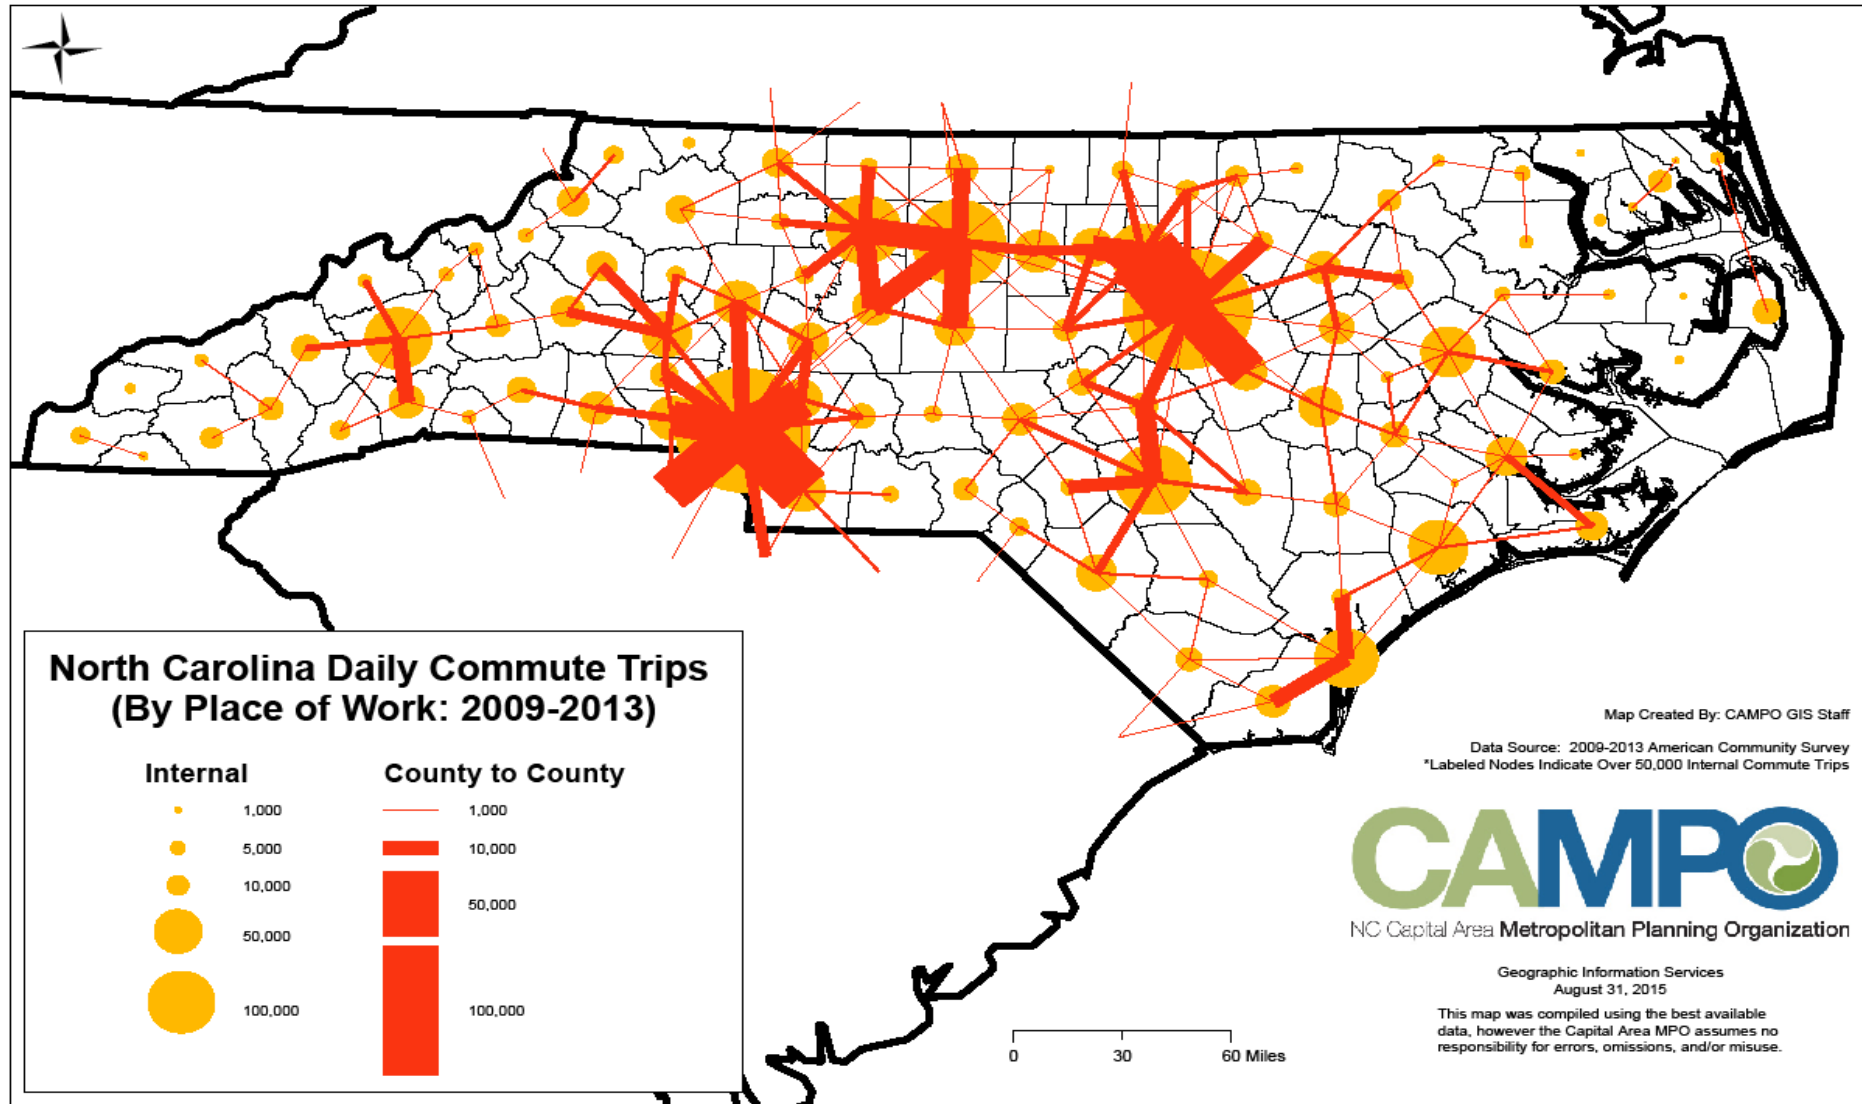 North Carolina Daily Commute Trips
(By Place of Work: 2009-2013)
Internal
County to County
1,000
5,000
10,000
50,000
100,000
1,000
10,000
50,000
100,000
Map Created By: CAMPO GIS Staff
Data Source: 2009-2013 American Community Survey
*Labeled Nodes Indicate Over 50,000 Internal Commute Trips
CAMPO
NC Capital Area Metropolitan Planning Organization
Geographic Information Services
August 31, 2015
This map was compiled using the best available
data, however the Capital Area MPO assumes no
responsibility for errors, omissions, and/or misuse.
0 30 60 Miles